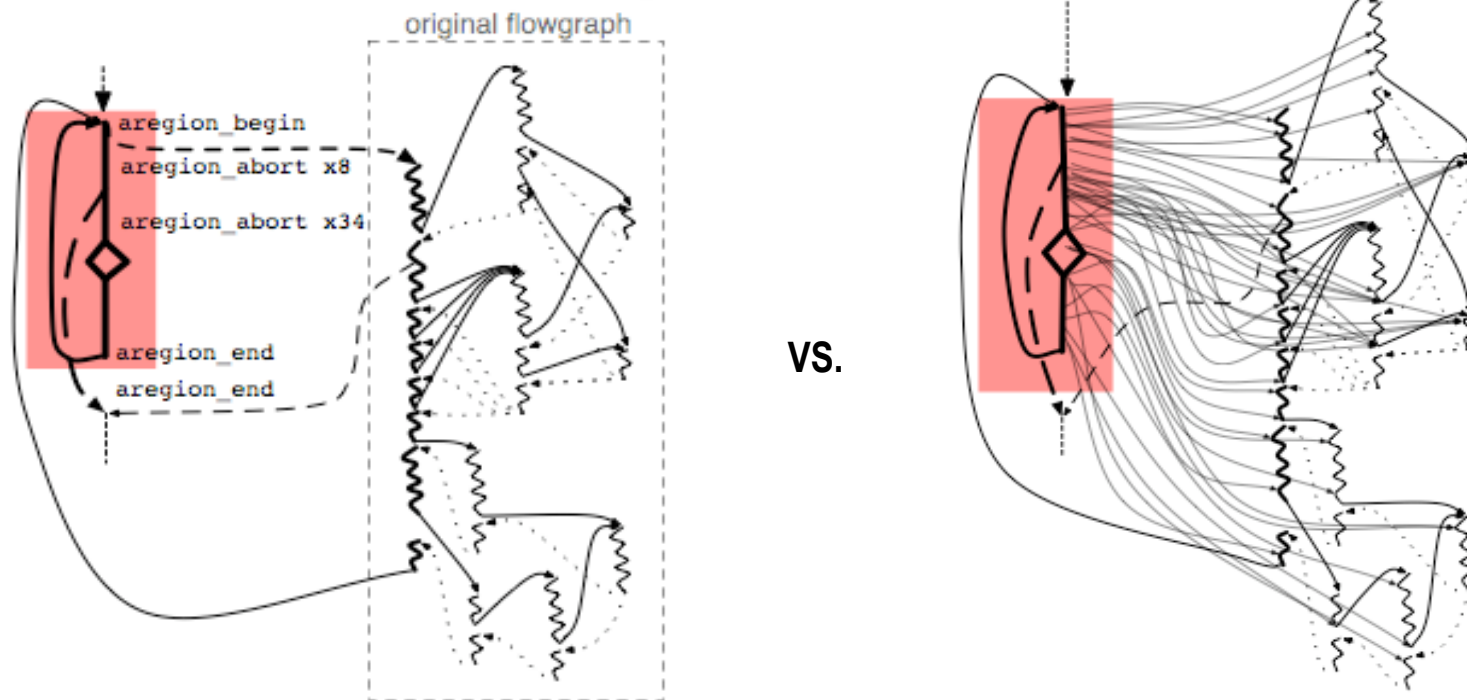 original flowgraph
aregion_begin
aregion_abort x8
aregion_abort x34
aregion_end
aregion_end
vs.